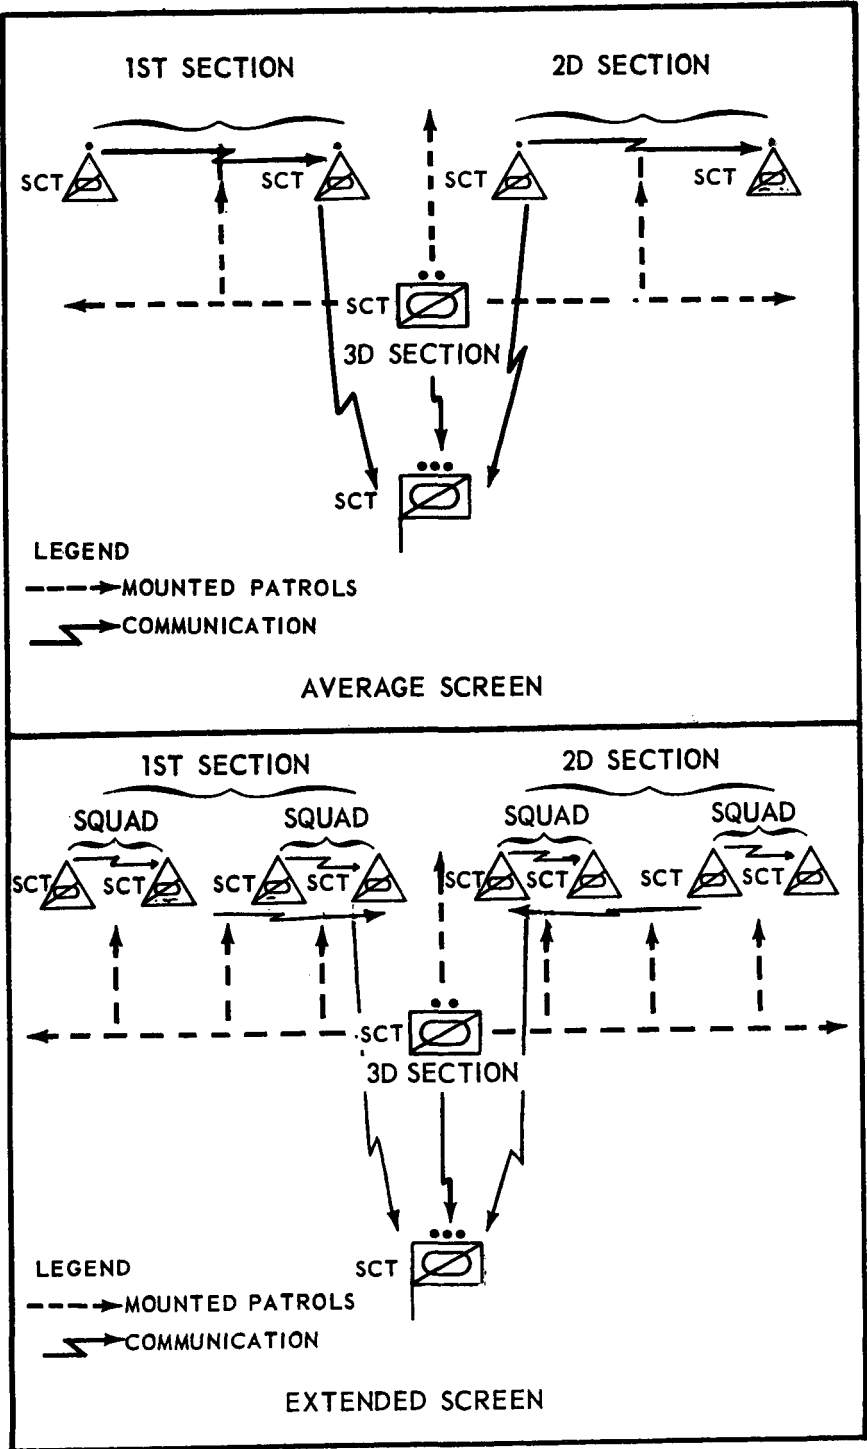 1ST SECTION 2D SECTION
SCT SCT SCT SCT
SCT
3D SECTION
SCT
LEGEND
MOUNTED PATROLS
COMMUNICATION
AVERAGE SCREEN
1ST SECTION 2D SECTION
SQUAD SQUAD SQUAD SQUAD
SCT SCT SCT SCT SCT SCT SCT SCT
SCT
3D SECTION
SCT
LEGEND
MOUNTED PATROLS
COMMUNICATION
EXTENDED SCREEN